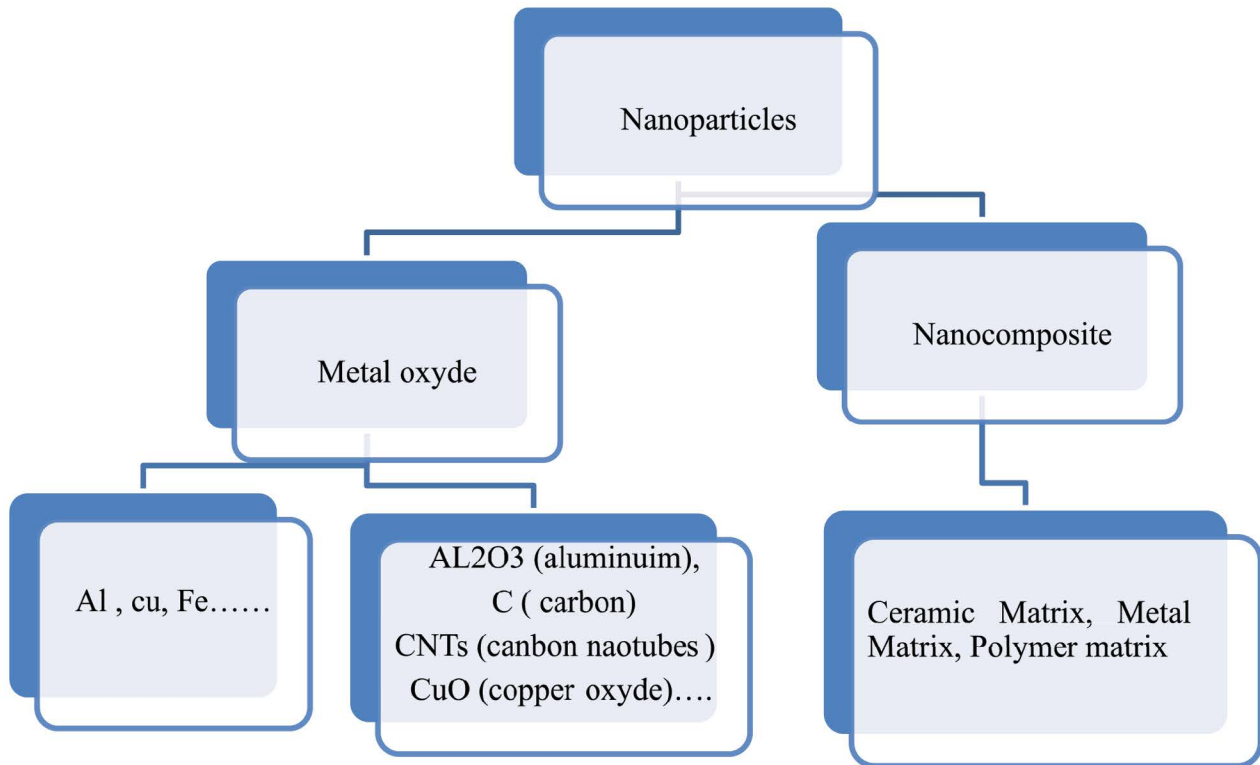 Nanoparticles
Metal oxyde
Nanocomposite
Al , cu, Fe……
AL2O3 (aluminuim),
C ( carbon)
CNTs (canbon naotubes )
CuO (copper oxyde)….
Ceramic Matrix, Metal
Matrix, Polymer matrix